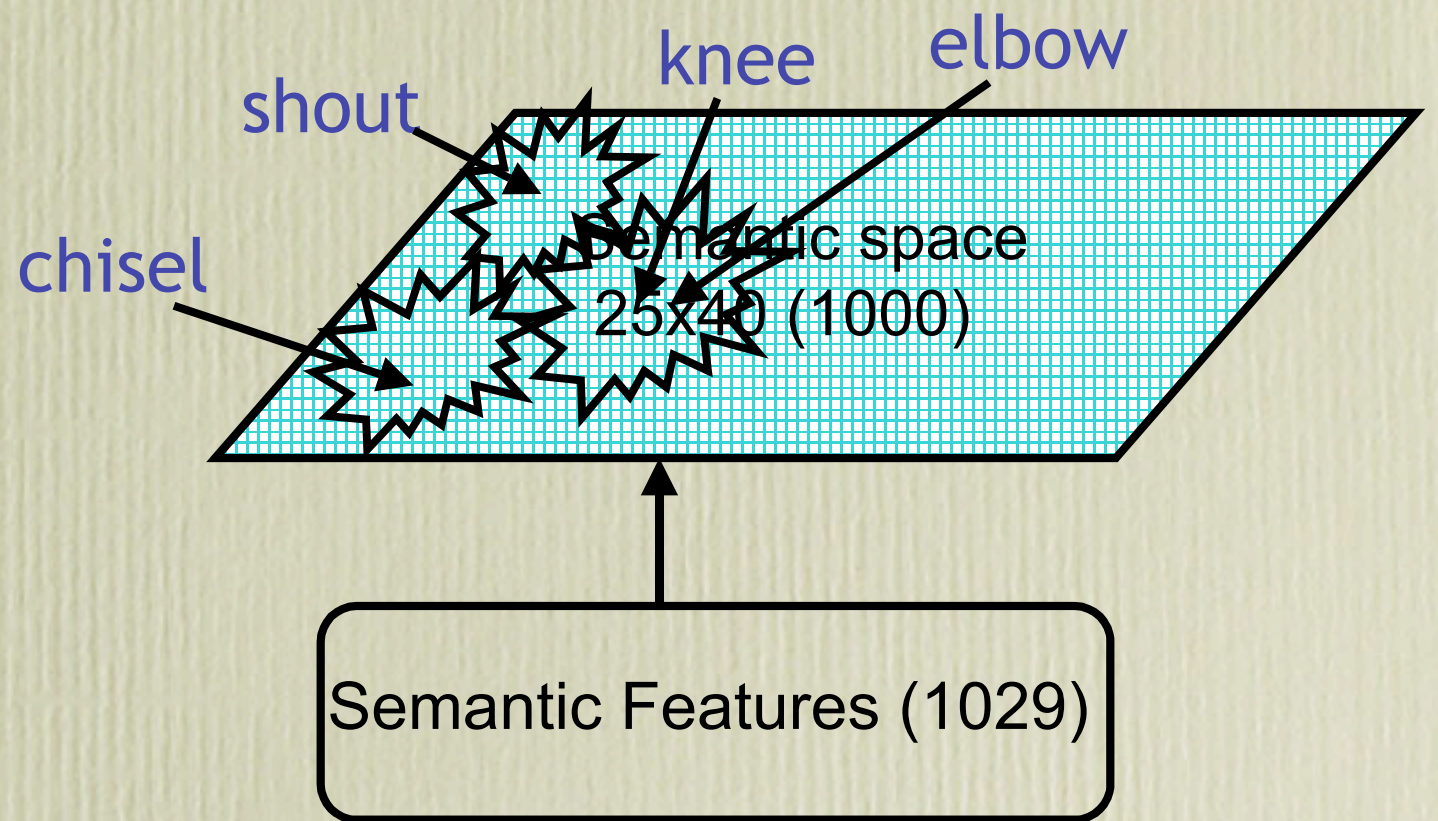 knee
elbow
shout
chisel
Semantic space
25x40 (1000)
Semantic Features (1029)